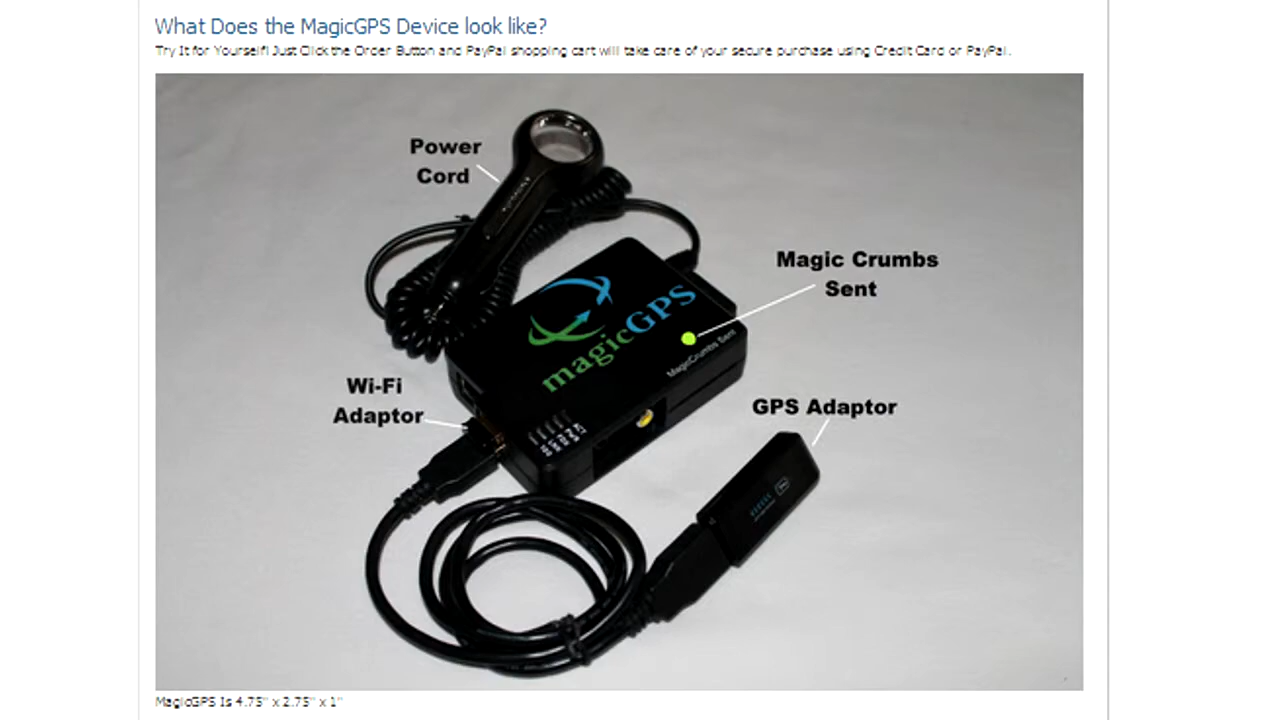 What Does the MagicGPS Device look like?
Try It for Yourself! Just Click the Order Button and PayPal shopping cart will take care of your secure purchase using Credit Card or PayPal.
Power
Cord
Magic Crumbs
Sent
magicGPS
MagicCrumbs Sent
Wi-Fi
Adaptor
GPS Adaptor
MagicGPS Is 4.75" x 2.75" x 1"